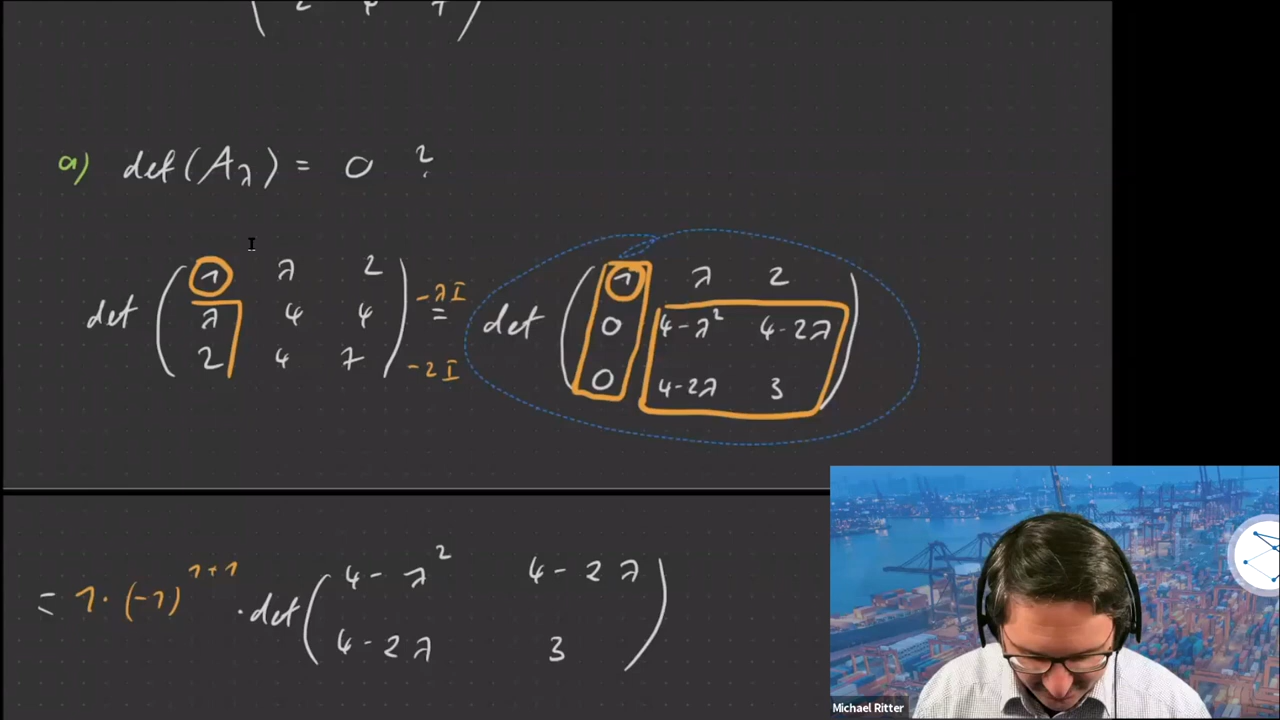 a) det(A_λ) = 0 ?
det ( 1 λ 2 -λI det ( 1 λ 2 )
λ 4 4 ) = 0 4-λ² 4-2λ
2 4 7 -2I 0 4-2λ 3
= 1·(-1)^{1+1} ·det ( 4-λ² 4-2λ )
4-2λ 3
Michael Ritter